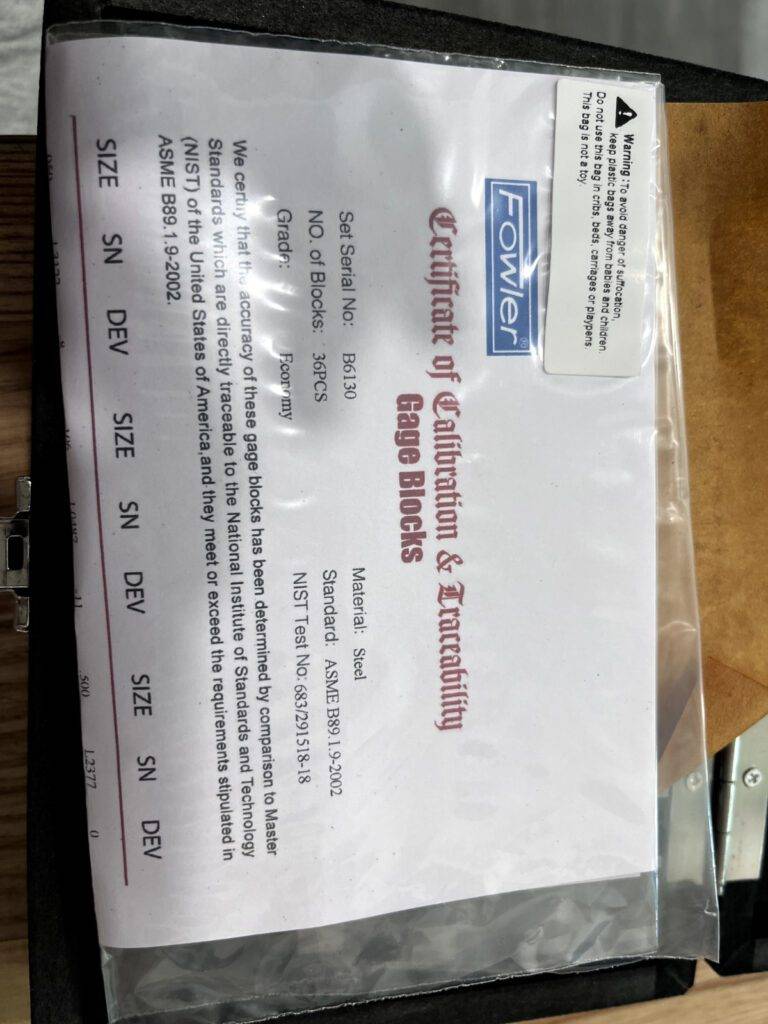 Warning : To avoid danger of suffocation,
keep plastic bags away from babies and children.
Do not use this bag in cribs, beds, carriages or playpens.
This bag is not a toy.
Fowler®
Certificate of Calibration & Traceability
Gage Blocks
Set Serial No: B6130 Material: Steel
NO. of Blocks: 36PCS Standard: ASME B89.1.9-2002
Grade: Economy NIST Test No: 683/291518-18
We certify that the accuracy of these gage blocks has been determined by comparison to Master
Standards which are directly traceable to the National Institute of Standards and Technology
(NIST) of the United States of America,and they meet or exceed the requirements stipulated in
ASME B89.1.9-2002.
SIZE SN DEV SIZE SN DEV SIZE SN DEV
.500 1.2377 0